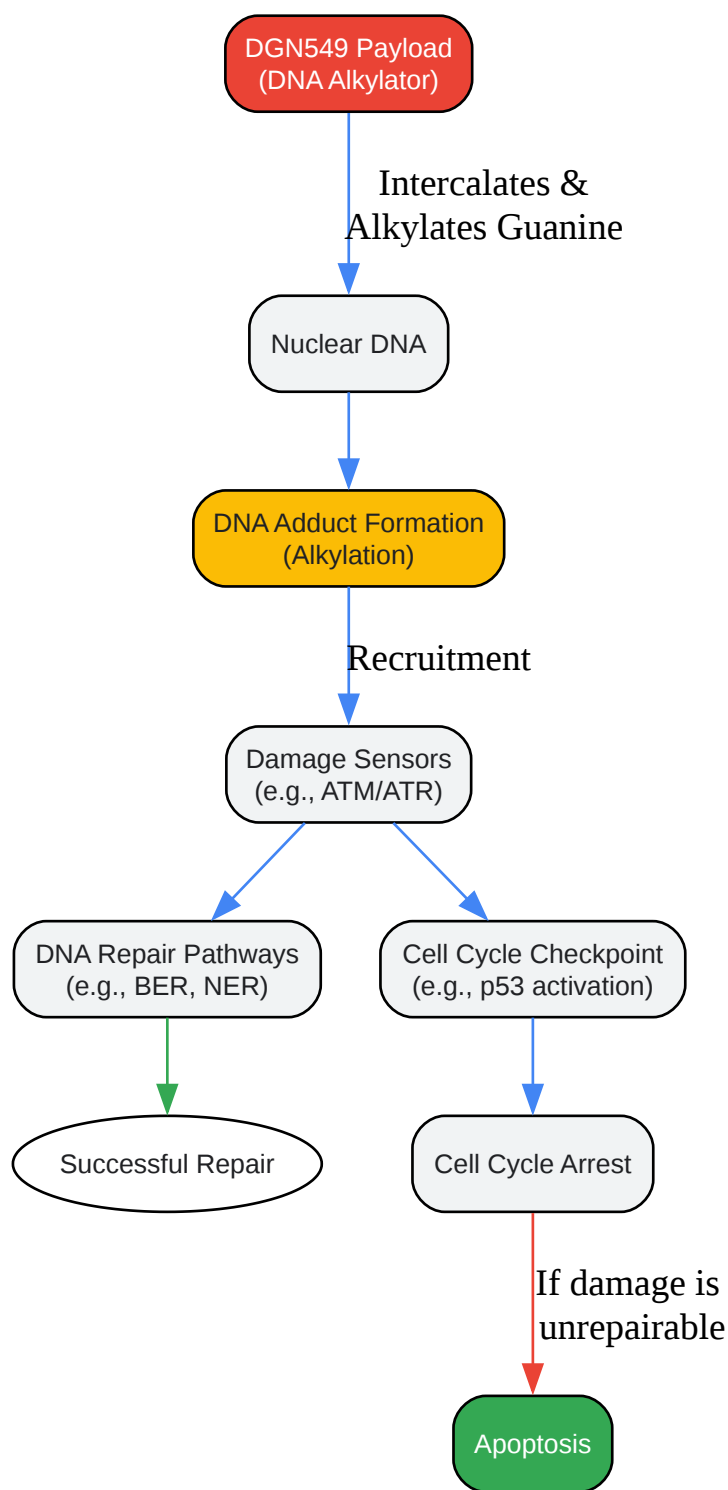 DGN549 Payload
(DNA Alkylator)
Intercalates &
Alkylates Guanine
Nuclear DNA
DNA Adduct Formation
(Alkylation)
Recruitment
Damage Sensors
(e.g., ATM/ATR)
DNA Repair Pathways
(e.g., BER, NER)
Cell Cycle Checkpoint
(e.g., p53 activation)
Successful Repair
Cell Cycle Arrest
If damage is
unrepairable
Apoptosis